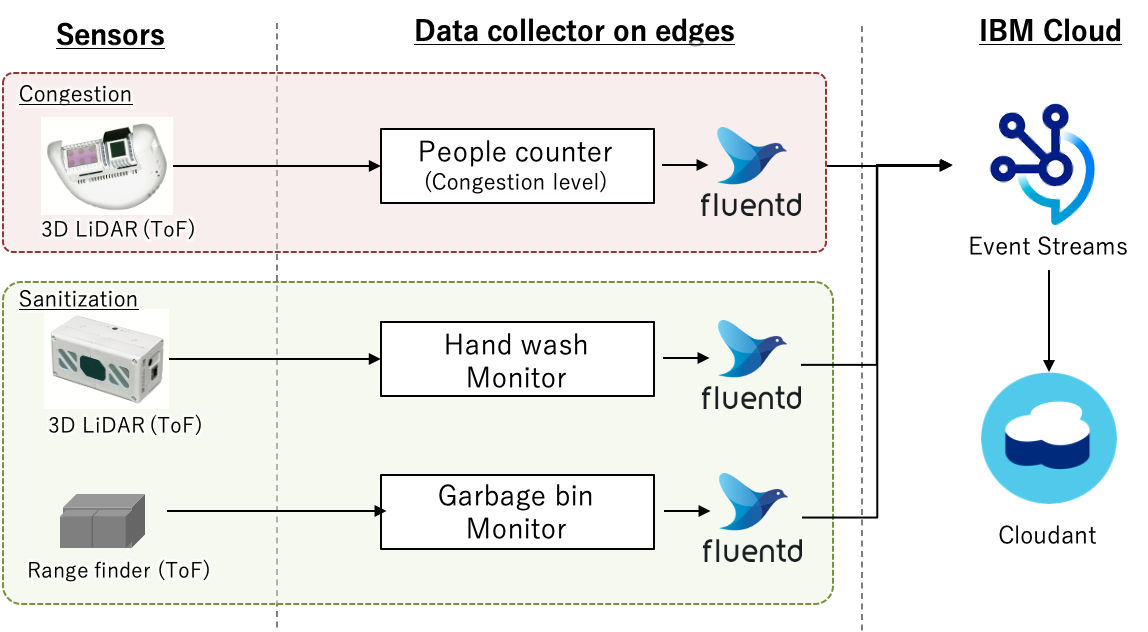 Sensors
Data collector on edges
IBM Cloud
Congestion
3D LiDAR (ToF)
People counter
(Congestion level)
fluentd
Event Streams
Sanitization
3D LiDAR (ToF)
Hand wash
Monitor
fluentd
Range finder (ToF)
Garbage bin
Monitor
fluentd
Cloudant